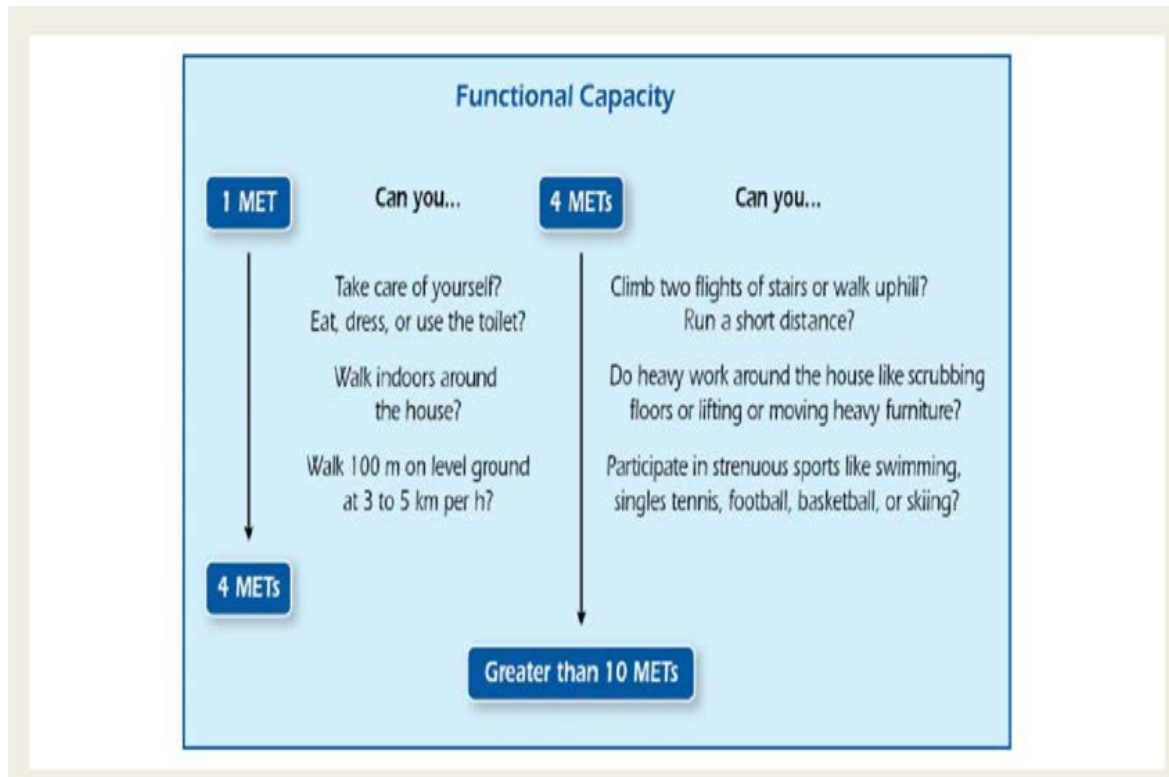 Functional Capacity
1 MET
Can you...
Take care of yourself?
Eat, dress, or use the toilet?
Walk indoors around
the house?
Walk 100 m on level ground
at 3 to 5 km per h?
4 METs
4 METs
Can you...
Climb two flights of stairs or walk uphill?
Run a short distance?
Do heavy work around the house like scrubbing
floors or lifting or moving heavy furniture?
Participate in strenuous sports like swimming,
singles tennis, football, basketball, or skiing?
Greater than 10 METs